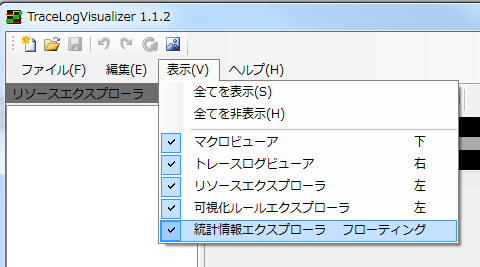 TraceLogVisualizer 1.1.2
ファイル(F) 編集(E) 表示(V) ヘルプ(H)
リソースエクスプローラ
全てを表示(S)
全てを非表示(H)
マクロビューア 下
トレースログビューア 右
リソースエクスプローラ 左
可視化ルールエクスプローラ 左
統計情報エクスプローラ フローティング